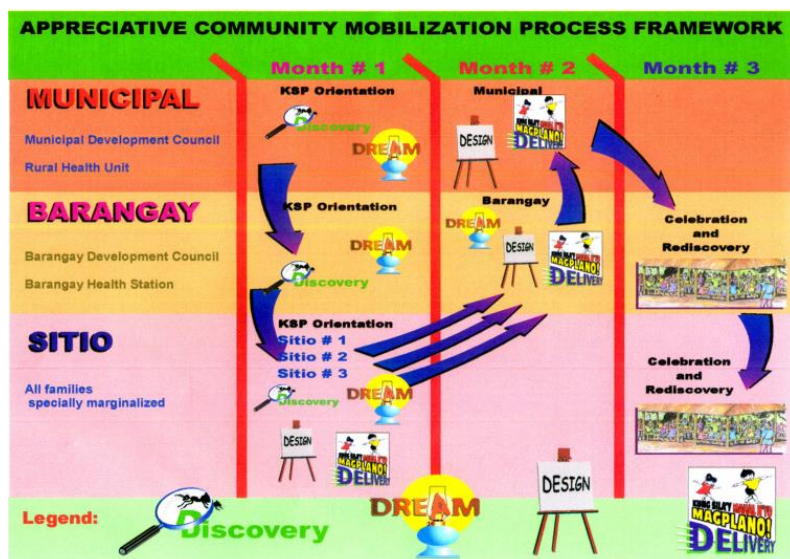 APPRECIATIVE COMMUNITY MOBILIZATION PROCESS FRAMEWORK
Month # 1
Month # 2
Month # 3
MUNICIPAL
Municipal Development Council
Rural Health Unit
KSP Orientation
Discovery
DREAM
Municipal
DESIGN
MAGPLANO!
DELIVERY
BARANGAY
Barangay Development Council
Barangay Health Station
KSP Orientation
DREAM
Discovery
Barangay
DREAM
DESIGN
MAGPLANO!
DELIVERY
Celebration
and
Rediscovery
SITIO
All families
specially marginalized
KSP Orientation
Sitio # 1
Sitio # 2
Sitio # 3
Discovery
DREAM
DESIGN
MAGPLANO!
DELIVERY
Celebration
and
Rediscovery
Legend:
Discovery
DREAM
DESIGN
MAGPLANO!
DELIVERY